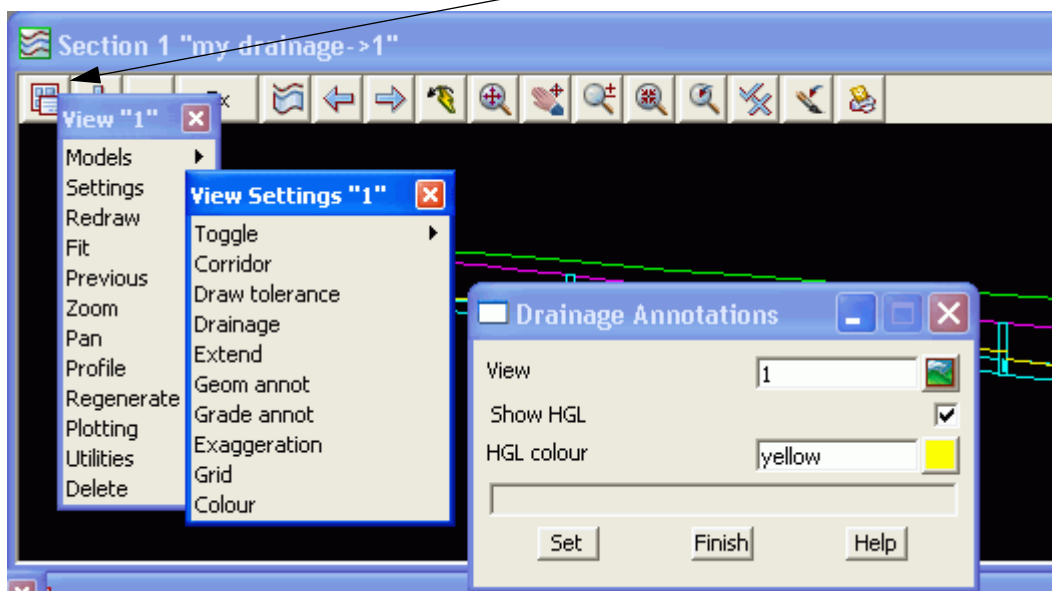 Section 1 "my drainage->1"
View "1"
Models
Settings
Redraw
Fit
Previous
Zoom
Pan
Profile
Regenerate
Plotting
Utilities
Delete
View Settings "1"
Toggle
Corridor
Draw tolerance
Drainage
Extend
Geom annot
Grade annot
Exaggeration
Grid
Colour
Drainage Annotations
View 1
Show HGL
HGL colour yellow
Set Finish Help